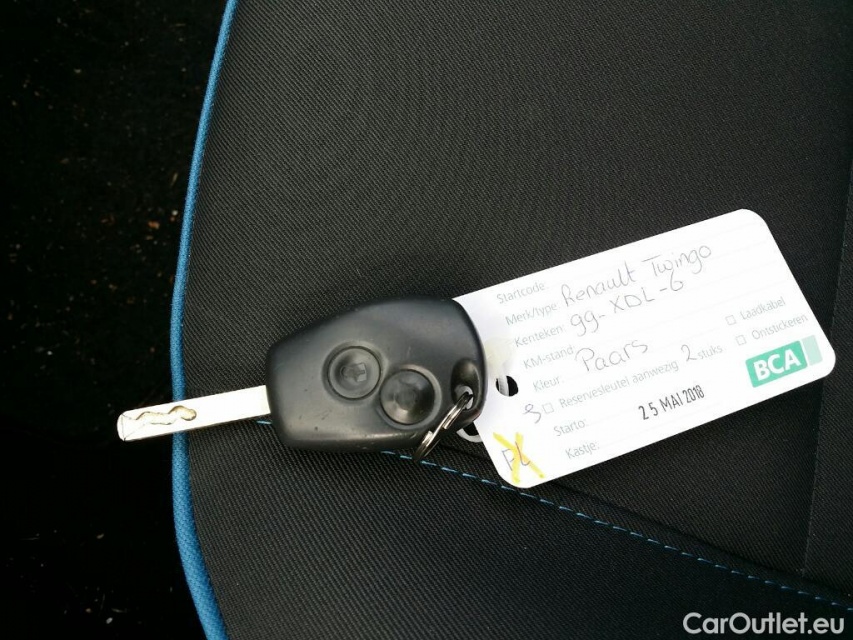 Startcode
Merk/type: Renault Twingo
Kenteken: 99-XDL-6
KM-stand
Kleur: Paars
Reservesleutel aanwezig 2 stuks
Laadkabel
Ontstickeren
Startnr:
25 MAI 2018
Kastje:
BCA
CarOutlet.eu